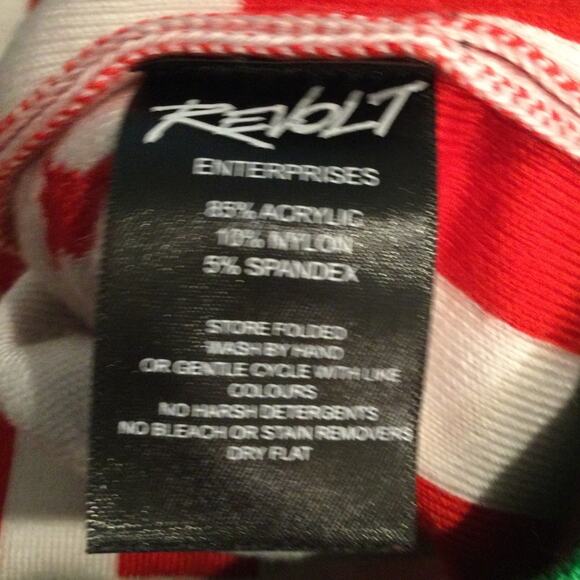 REVOLT
ENTERPRISES
85% ACRYLIC
10% NYLON
5% SPANDEX
STORE FOLDED
WASH BY HAND
OR GENTLE CYCLE WITH LIKE
COLOURS
NO HARSH DETERGENTS
NO BLEACH OR STAIN REMOVERS
DRY FLAT